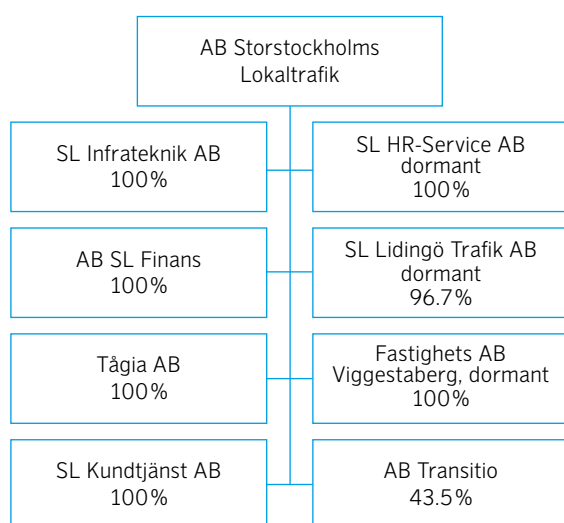 AB Storstockholms
Lokaltrafik
SL Infrateknik AB
100%
SL HR-Service AB
dormant
100%
AB SL Finans
100%
SL Lidingö Trafik AB
dormant
96.7%
Tågia AB
100%
Fastighets AB
Viggestaberg, dormant
100%
SL Kundtjänst AB
100%
AB Transitio
43.5%